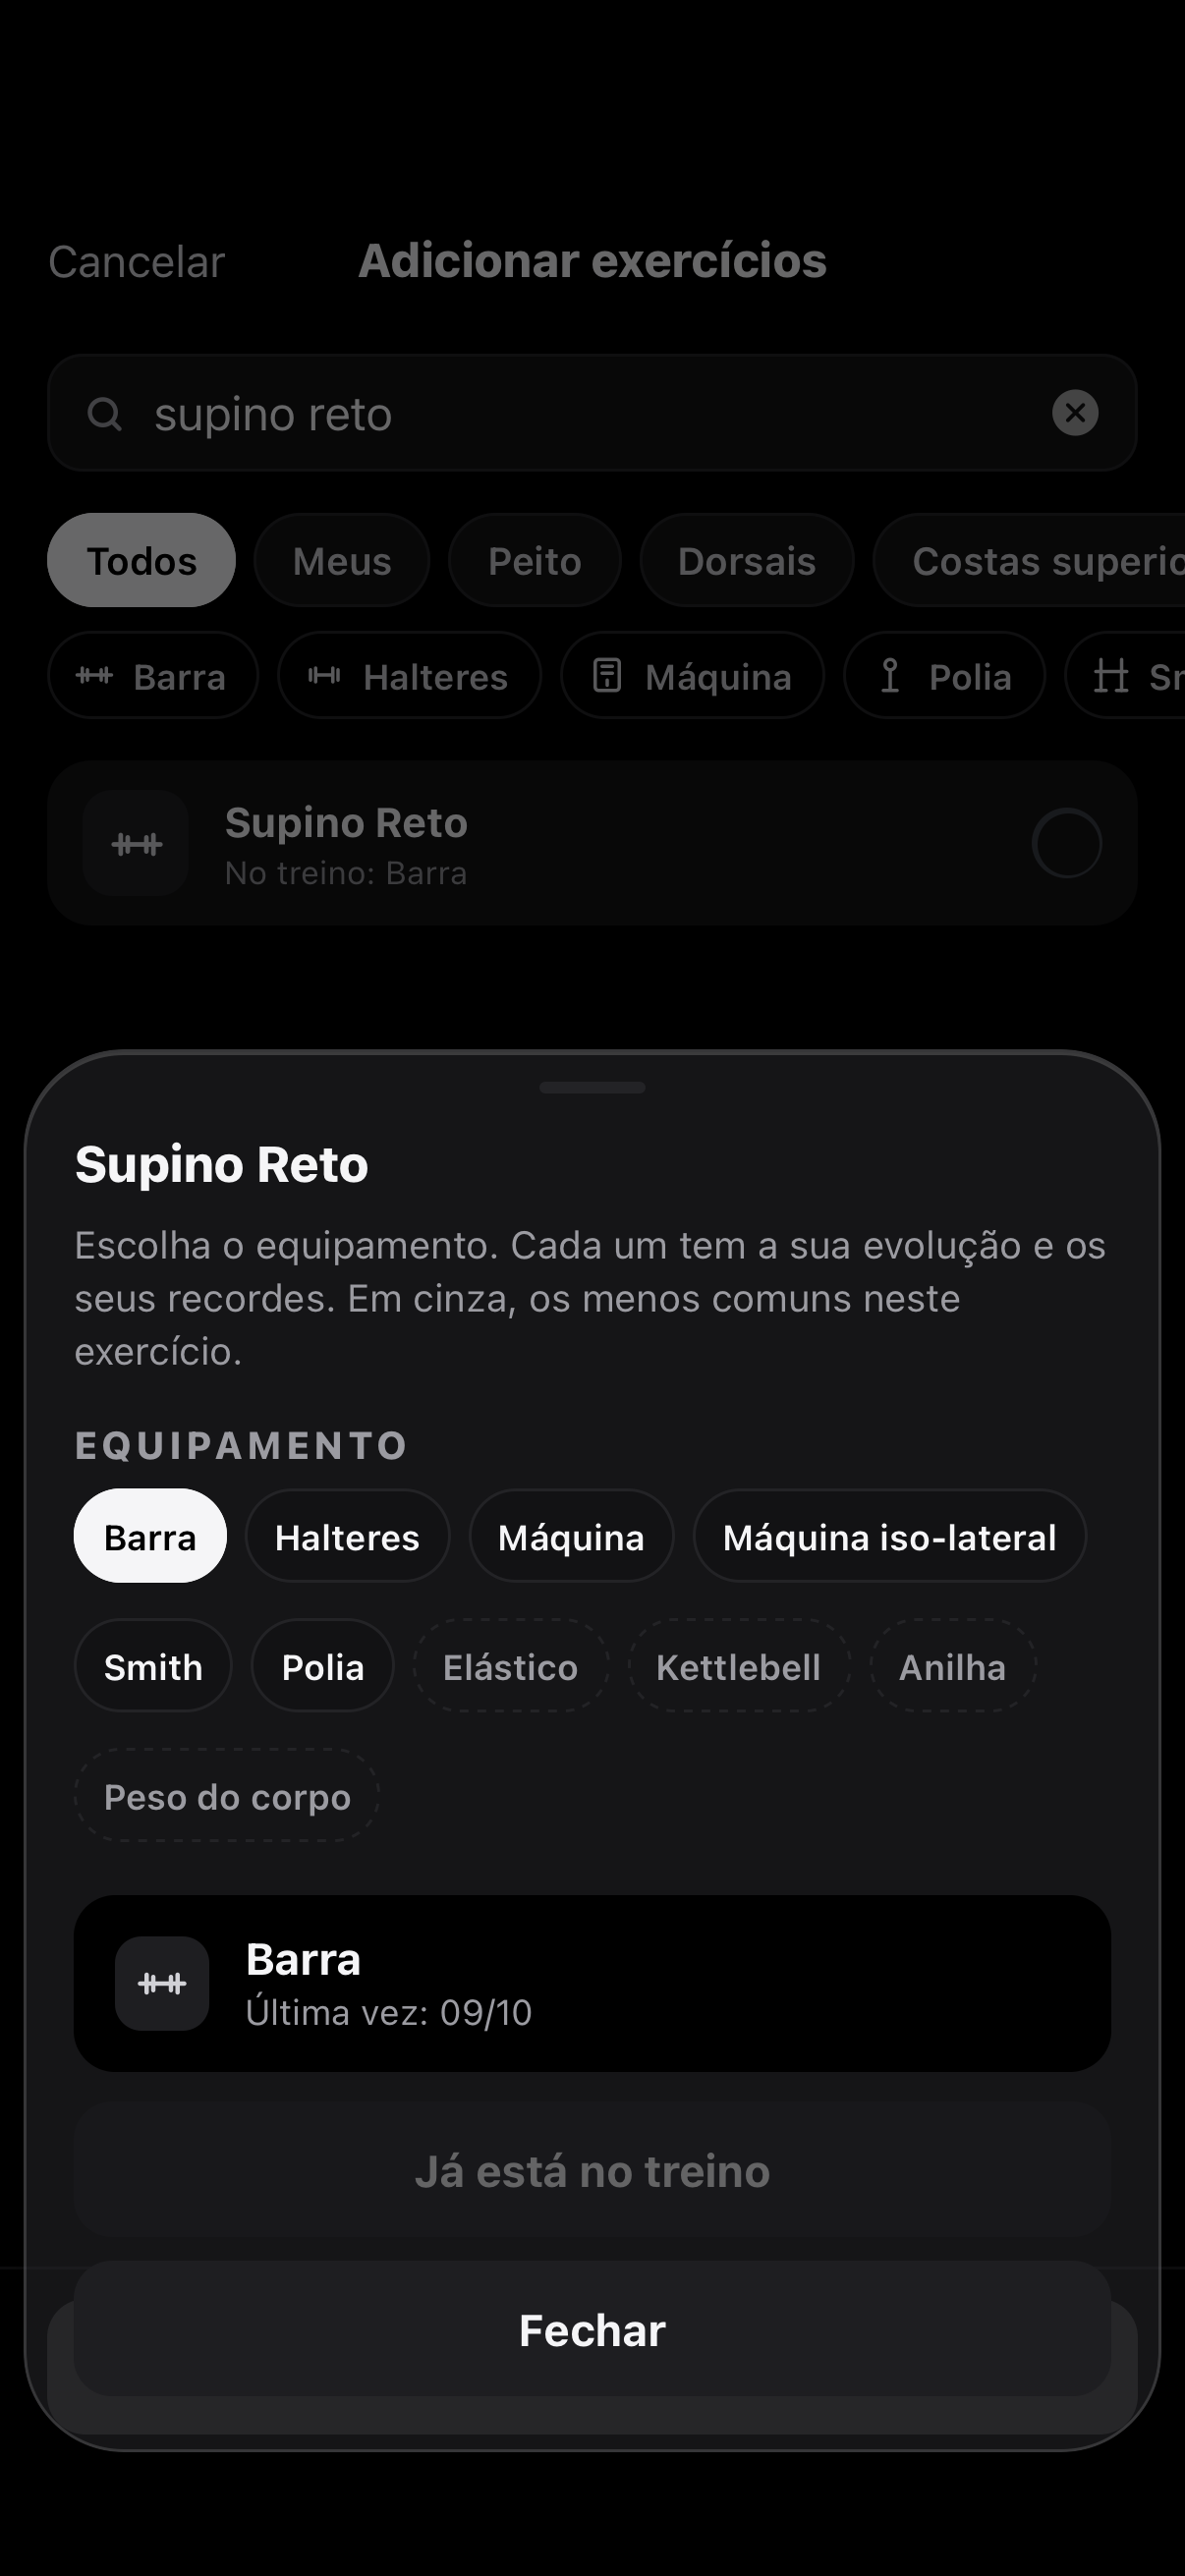 Cancelar
Adicionar exercícios
supino reto
Todos
Meus
Peito
Dorsais
Costas superio
Barra
Halteres
Máquina
Polia
Supino Reto
No treino: Barra
Supino Reto
Escolha o equipamento. Cada um tem a sua evolução e os
seus recordes. Em cinza, os menos comuns neste
exercício.
EQUIPAMENTO
Barra
Halteres
Máquina
Máquina iso-lateral
Smith
Polia
Elástico
Kettlebell
Anilha
Peso do corpo
Barra
Última vez: 09/10
Já está no treino
Fechar